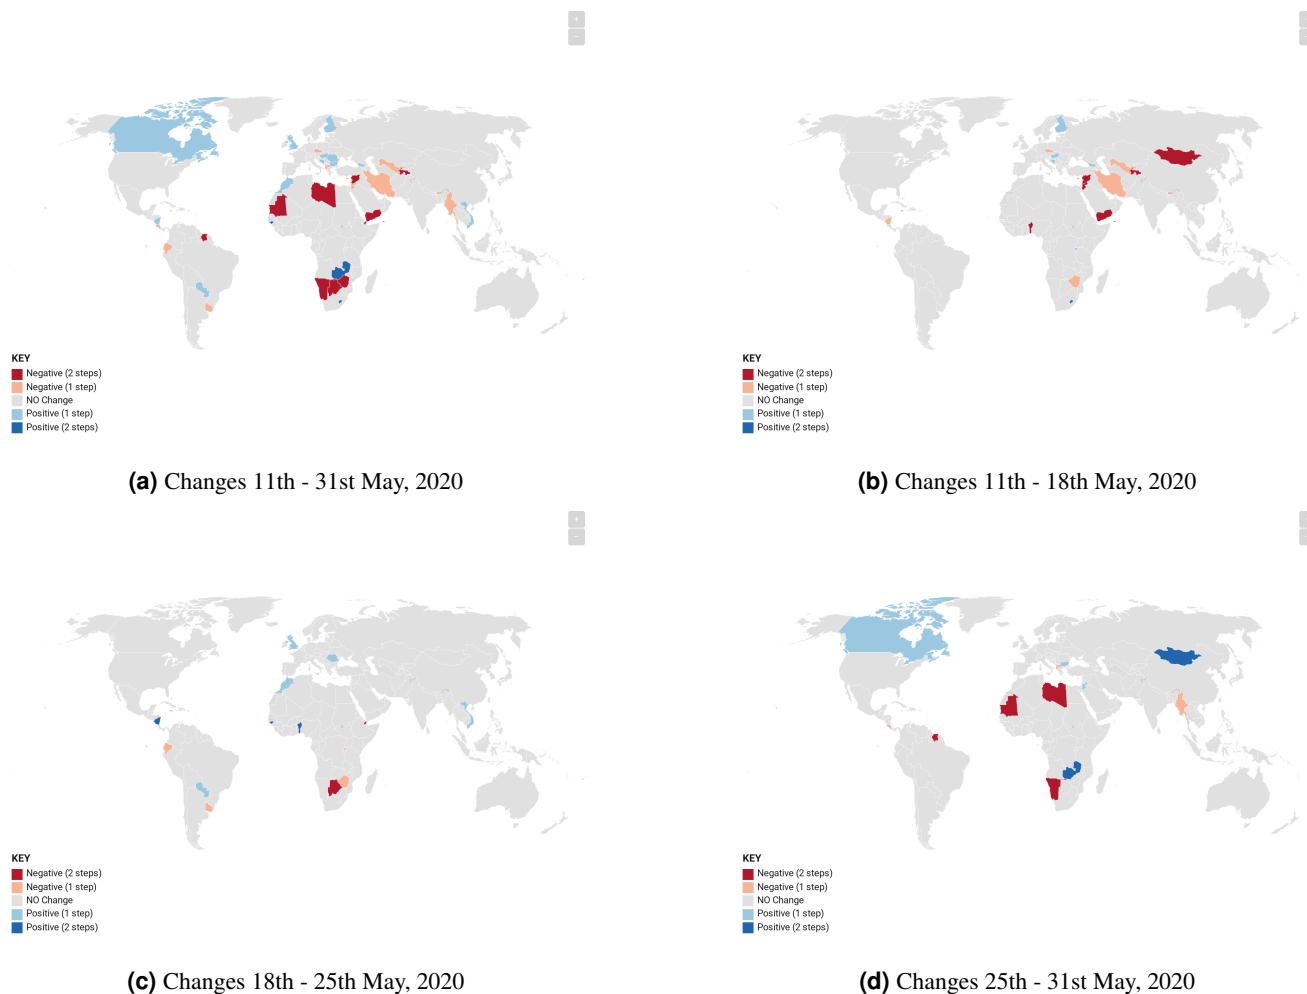 +
−
KEY
Negative (2 steps)
Negative (1 step)
NO Change
Positive (1 step)
Positive (2 steps)
(a) Changes 11th - 31st May, 2020
KEY
Negative (2 steps)
Negative (1 step)
NO Change
Positive (1 step)
Positive (2 steps)
(b) Changes 11th - 18th May, 2020
+
−
KEY
Negative (2 steps)
Negative (1 step)
NO Change
Positive (1 step)
Positive (2 steps)
(c) Changes 18th - 25th May, 2020
KEY
Negative (2 steps)
Negative (1 step)
NO Change
Positive (1 step)
Positive (2 steps)
(d) Changes 25th - 31st May, 2020